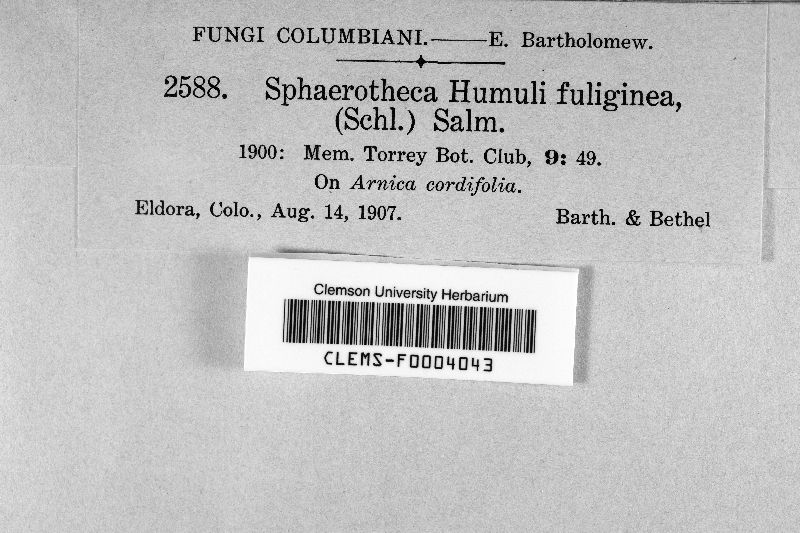 FUNGI COLUMBIANI.——E. Bartholomew.
2588. Sphaerotheca Humuli fuliginea,
(Schl.) Salm.
1900: Mem. Torrey Bot. Club, 9: 49.
On Arnica cordifolia.
Eldora, Colo., Aug. 14, 1907. Barth. & Bethel
Clemson University Herbarium
CLEMS-F0004043